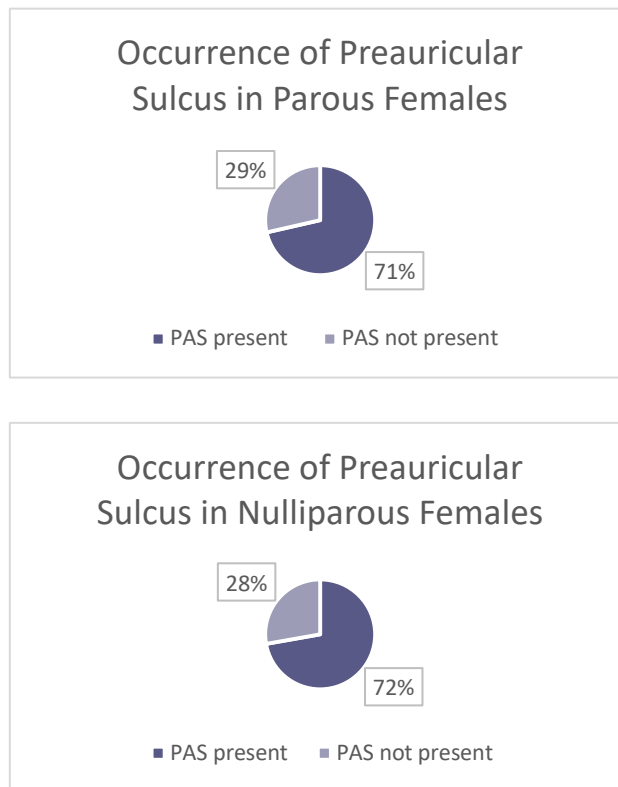 Occurrence of Preauricular
Sulcus in Parous Females
29%
71%
PAS present PAS not present
Occurrence of Preauricular
Sulcus in Nulliparous Females
28%
72%
PAS present PAS not present